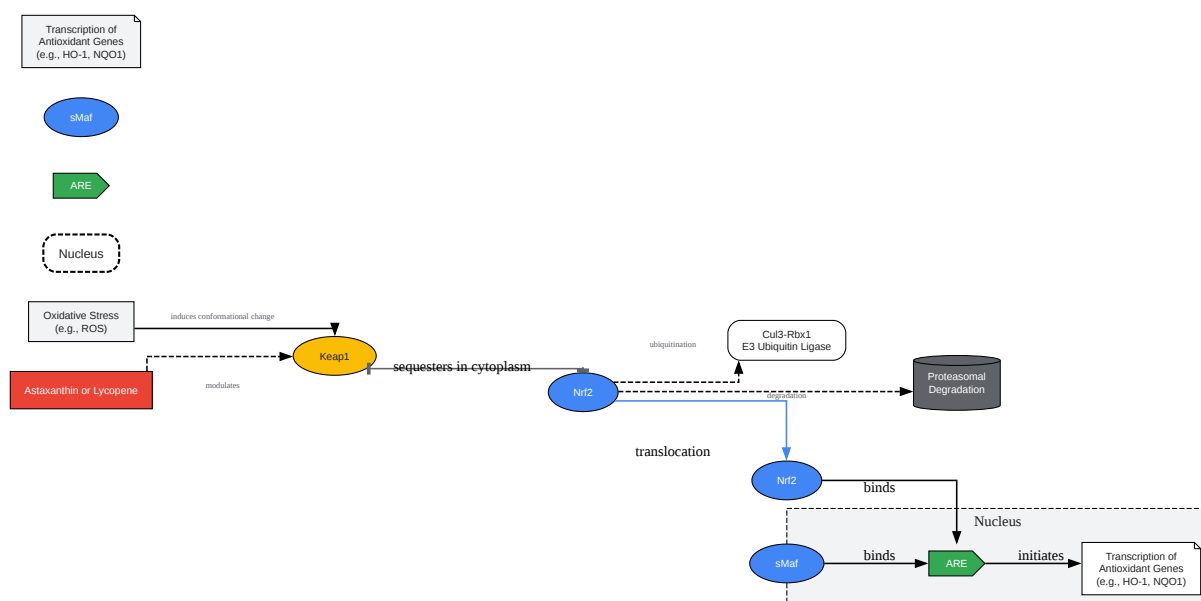 Transcription of
Antioxidant Genes
(e.g., HO-1, NQO1)
sMaf
ARE
Nucleus
Oxidative Stress
(e.g., ROS)
induces conformational change
Astaxanthin or Lycopene
modulates
Keap1
sequesters in cytoplasm
Nrf2
ubiquitination
Cul3-Rbx1
E3 Ubiquitin Ligase
degradation
Proteasomal
Degradation
translocation
Nrf2
binds
Nucleus
sMaf
binds
ARE
initiates
Transcription of
Antioxidant Genes
(e.g., HO-1, NQO1)